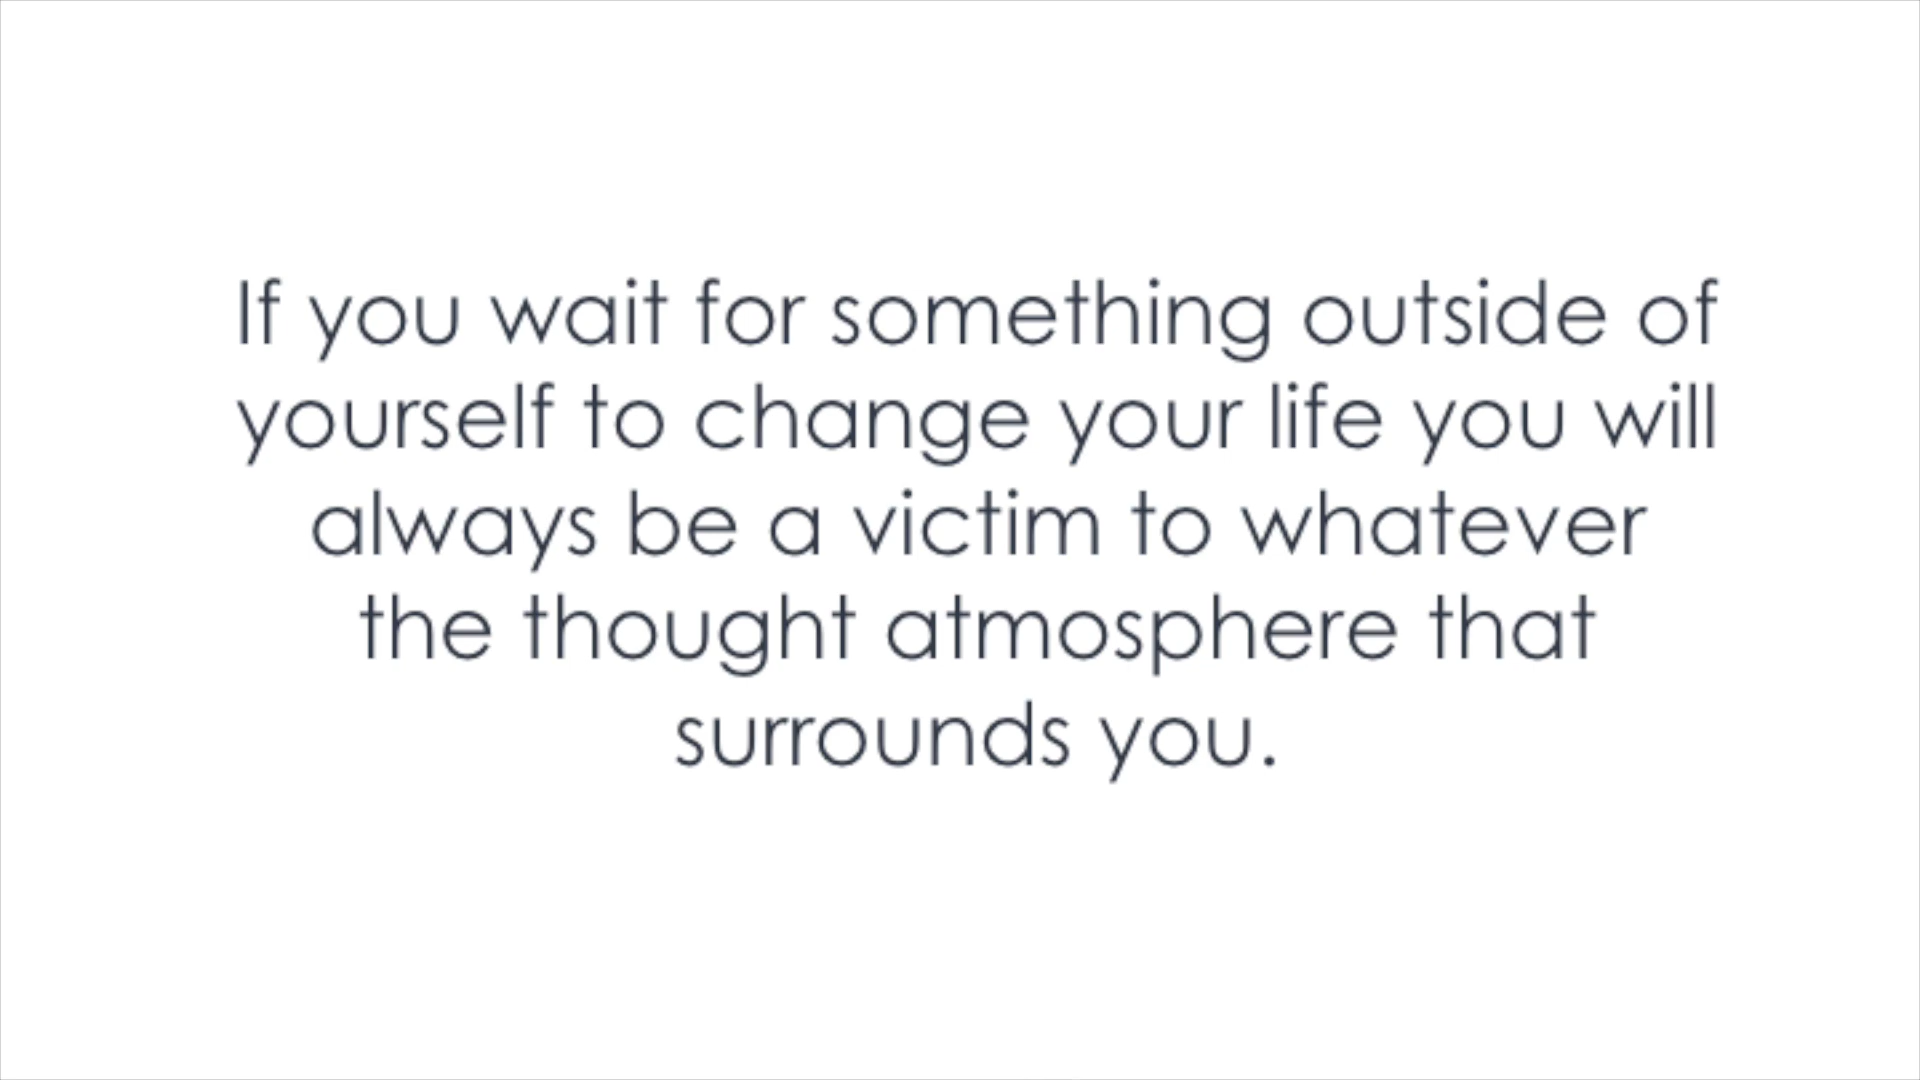 If you wait for something outside of
yourself to change your life you will
always be a victim to whatever
the thought atmosphere that
surrounds you.